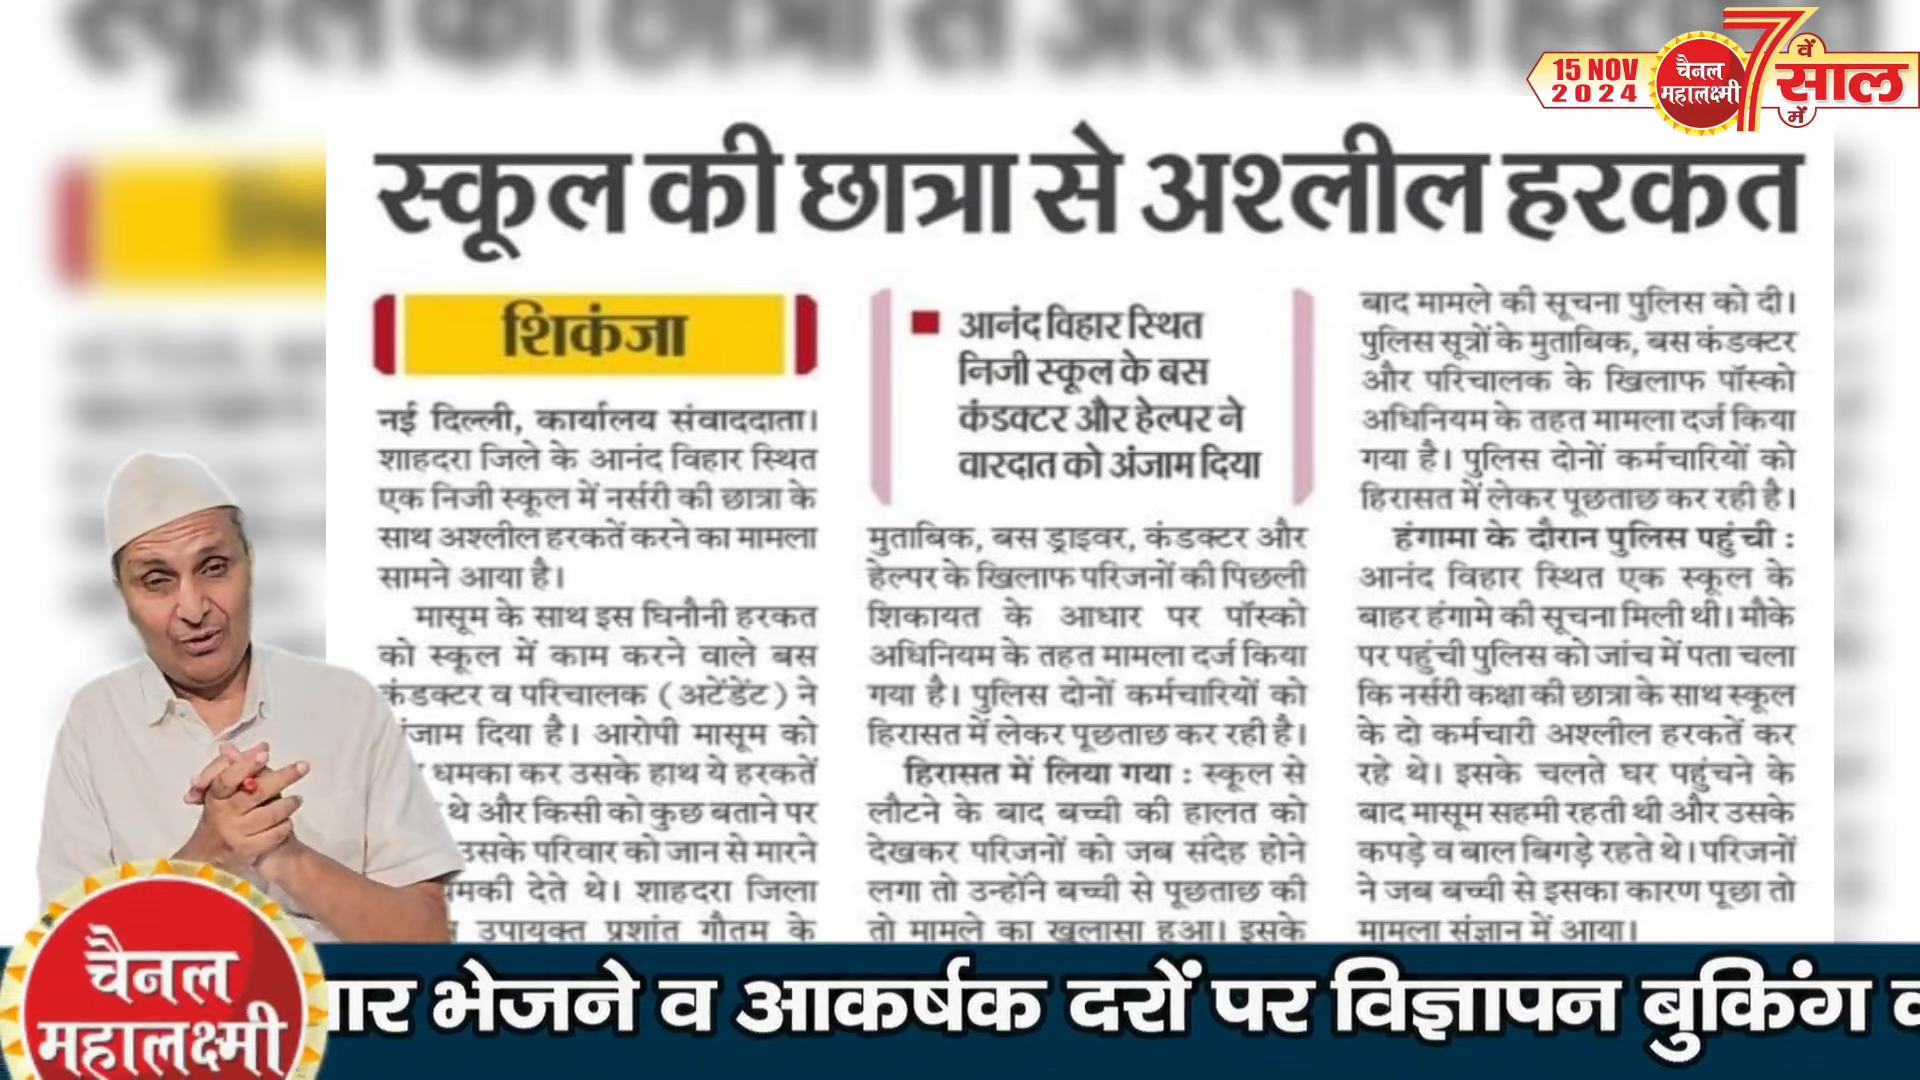 15 NOV
2024
चैनल
महालक्ष्मी
7 वें
साल
में
स्कूल की छात्रा से अश्लील हरकत
शिकंजा
नई दिल्ली, कार्यालय संवाददाता।
शाहदरा जिले के आनंद विहार स्थित
एक निजी स्कूल में नर्सरी की छात्रा के
साथ अश्लील हरकतें करने का मामला
सामने आया है।
मासूम के साथ इस घिनौनी हरकत
को स्कूल में काम करने वाले बस
कंडक्टर व परिचालक (अटेंडेंट) ने
दिया है। आरोपी मासूम को
धमका कर उसके हाथ ये हरकतें
थे और किसी को कुछ बताने पर
उसके परिवार को जान से मारने
देते थे। शाहदरा जिला
उपायुक्त प्रशांत गौतम के
■ आनंद विहार स्थित
निजी स्कूल के बस
कंडक्टर और हेल्पर ने
वारदात को अंजाम दिया
मुताबिक, बस ड्राइवर, कंडक्टर और
हेल्पर के खिलाफ परिजनों की पिछली
शिकायत के आधार पर पॉस्को
अधिनियम के तहत मामला दर्ज किया
गया है। पुलिस दोनों कर्मचारियों को
हिरासत में लेकर पूछताछ कर रही है।
हिरासत में लिया गया : स्कूल से
लौटने के बाद बच्ची की हालत को
देखकर परिजनों को जब संदेह होने
लगा तो उन्होंने बच्ची से पूछताछ की
तो मामले का खुलासा हुआ। इसके
बाद मामले की सूचना पुलिस को दी।
पुलिस सूत्रों के मुताबिक, बस कंडक्टर
और परिचालक के खिलाफ पॉस्को
अधिनियम के तहत मामला दर्ज किया
गया है। पुलिस दोनों कर्मचारियों को
हिरासत में लेकर पूछताछ कर रही है।
हंगामा के दौरान पुलिस पहुंची :
आनंद विहार स्थित एक स्कूल के
बाहर हंगामे की सूचना मिली थी। मौके
पर पहुंची पुलिस को जांच में पता चला
कि नर्सरी कक्षा की छात्रा के साथ स्कूल
के दो कर्मचारी अश्लील हरकतें कर
रहे थे। इसके चलते घर पहुंचने के
बाद मासूम सहमी रहती थी और उसके
कपड़े व बाल बिगड़े रहते थे। परिजनों
ने जब बच्ची से इसका कारण पूछा तो
मामला संज्ञान में आया।
चैनल
महालक्ष्मी
भेजने व आकर्षक दरों पर विज्ञापन बुकिंग